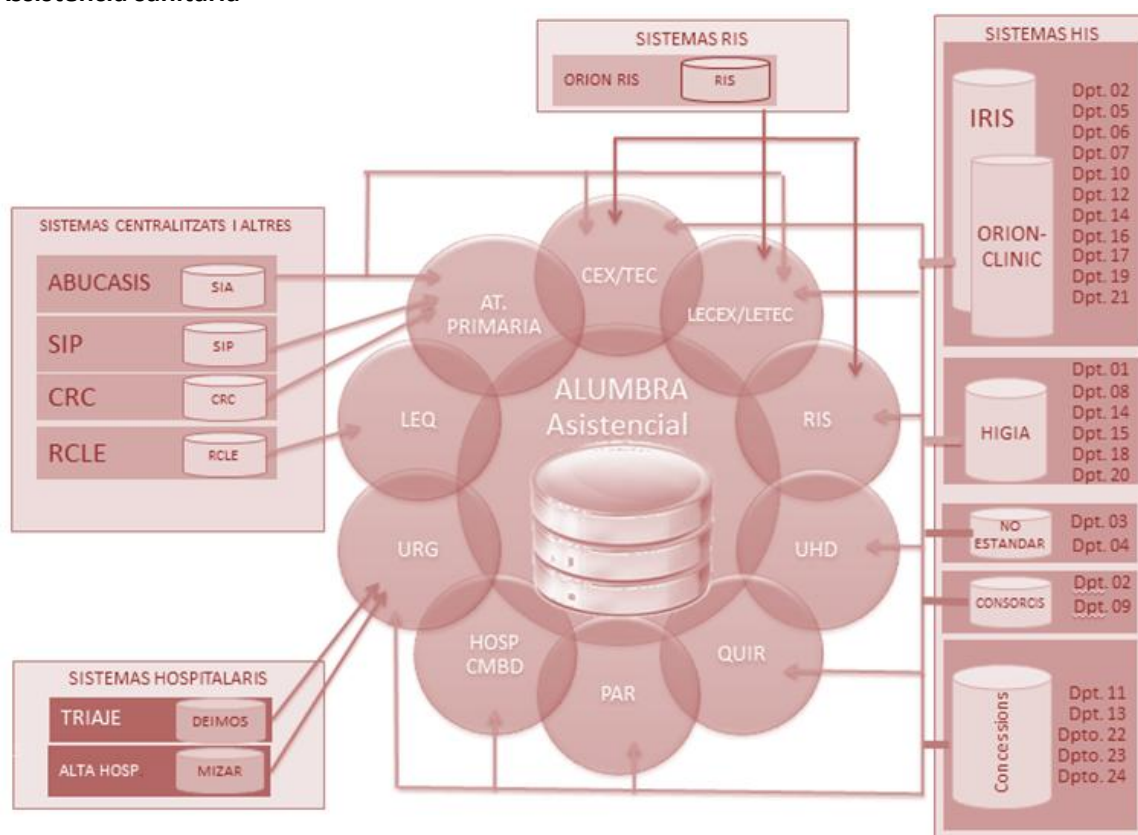 SISTEMAS RIS
ORION RIS
RIS
SISTEMAS HIS
IRIS
ORION-
CLINIC
Dpt. 02
Dpt. 05
Dpt. 06
Dpt. 07
Dpt. 10
Dpt. 12
Dpt. 14
Dpt. 16
Dpt. 17
Dpt. 19
Dpt. 21
HIGIA
Dpt. 01
Dpt. 08
Dpt. 14
Dpt. 15
Dpt. 18
Dpt. 20
NO
ESTANDAR
Dpt. 03
Dpt. 04
CONSORCIS
Dpt. 02
Dpt. 09
Concessions
Dpt. 11
Dpt. 13
Dpto. 22
Dpto. 23
Dpto. 24
SISTEMAS CENTRALITZATS I ALTRES
ABUCASIS
SIA
SIP
SIP
CRC
CRC
RCLE
RCLE
SISTEMAS HOSPITALARIS
TRIAJE
DEIMOS
ALTA HOSP.
MIZAR
CEX/TEC
LECEX/LETEC
RIS
UHD
QUIR
PAR
HOSP
CMBD
URG
LEQ
AT.
PRIMARIA
ALUMBRA
Asistencial